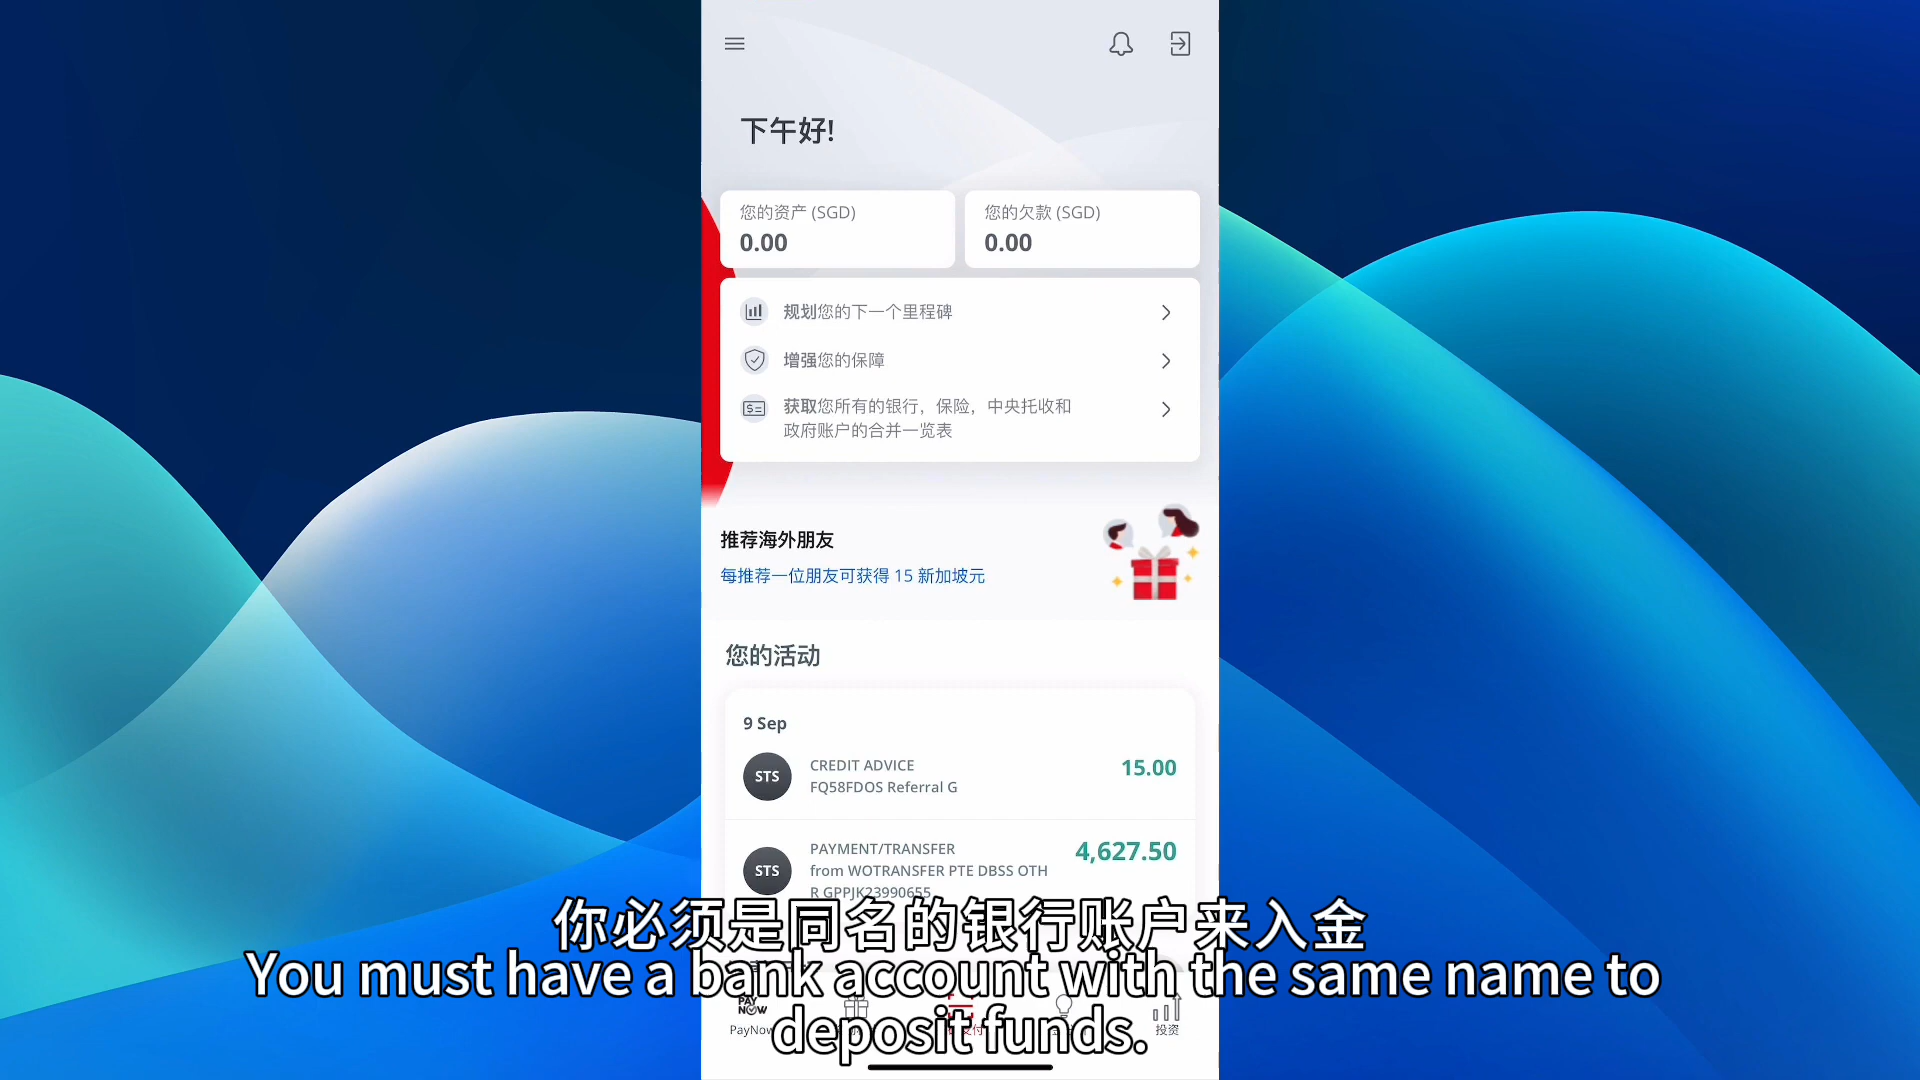 下午好!
您的资产 (SGD)
0.00
您的欠款 (SGD)
0.00
规划您的下一个里程碑
增强您的保障
获取您所有的银行，保险，中央托收和
政府账户的合并一览表
推荐海外朋友
每推荐一位朋友可获得 15 新加坡元
您的活动
9 Sep
STS
CREDIT ADVICE
FQ58FDOS Referral G
15.00
STS
PAYMENT/TRANSFER
from WOTRANSFER PTE DBSS OTH
R GPPJK23990655
4,627.50
你必须是同名的银行账户来入金
You must have a bank account with the same name to
deposit funds.
PAY
NOW
PayNow
投资